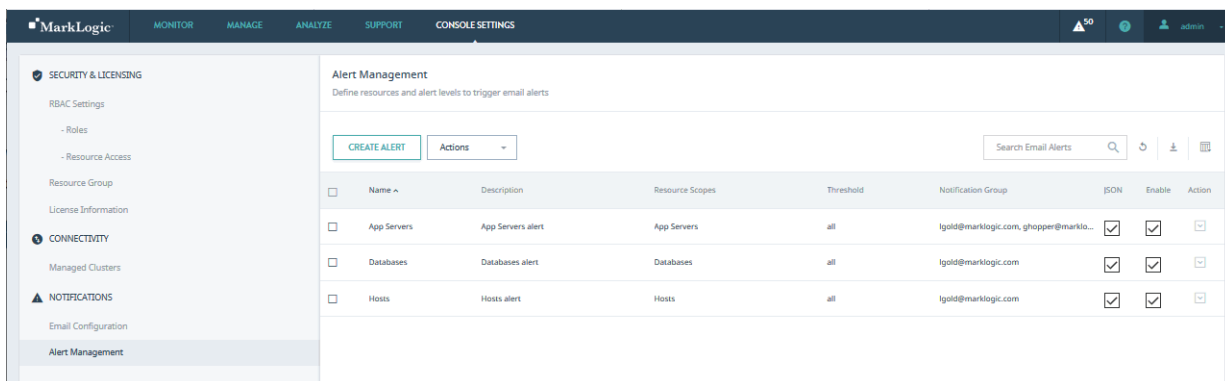 MarkLogic MONITOR MANAGE ANALYZE SUPPORT CONSOLE SETTINGS 50 ? admin
SECURITY & LICENSING
RBAC Settings
- Roles
- Resource Access
Resource Group
License Information
CONNECTIVITY
Managed Clusters
NOTIFICATIONS
Email Configuration
Alert Management
Alert Management
Define resources and alert levels to trigger email alerts
CREATE ALERT Actions Search Email Alerts
Name Description Resource Scopes Threshold Notification Group JSON Enable Action
App Servers App Servers alert App Servers all lgold@marklogic.com, ghopper@marklo...
Databases Databases alert Databases all lgold@marklogic.com
Hosts Hosts alert Hosts all lgold@marklogic.com